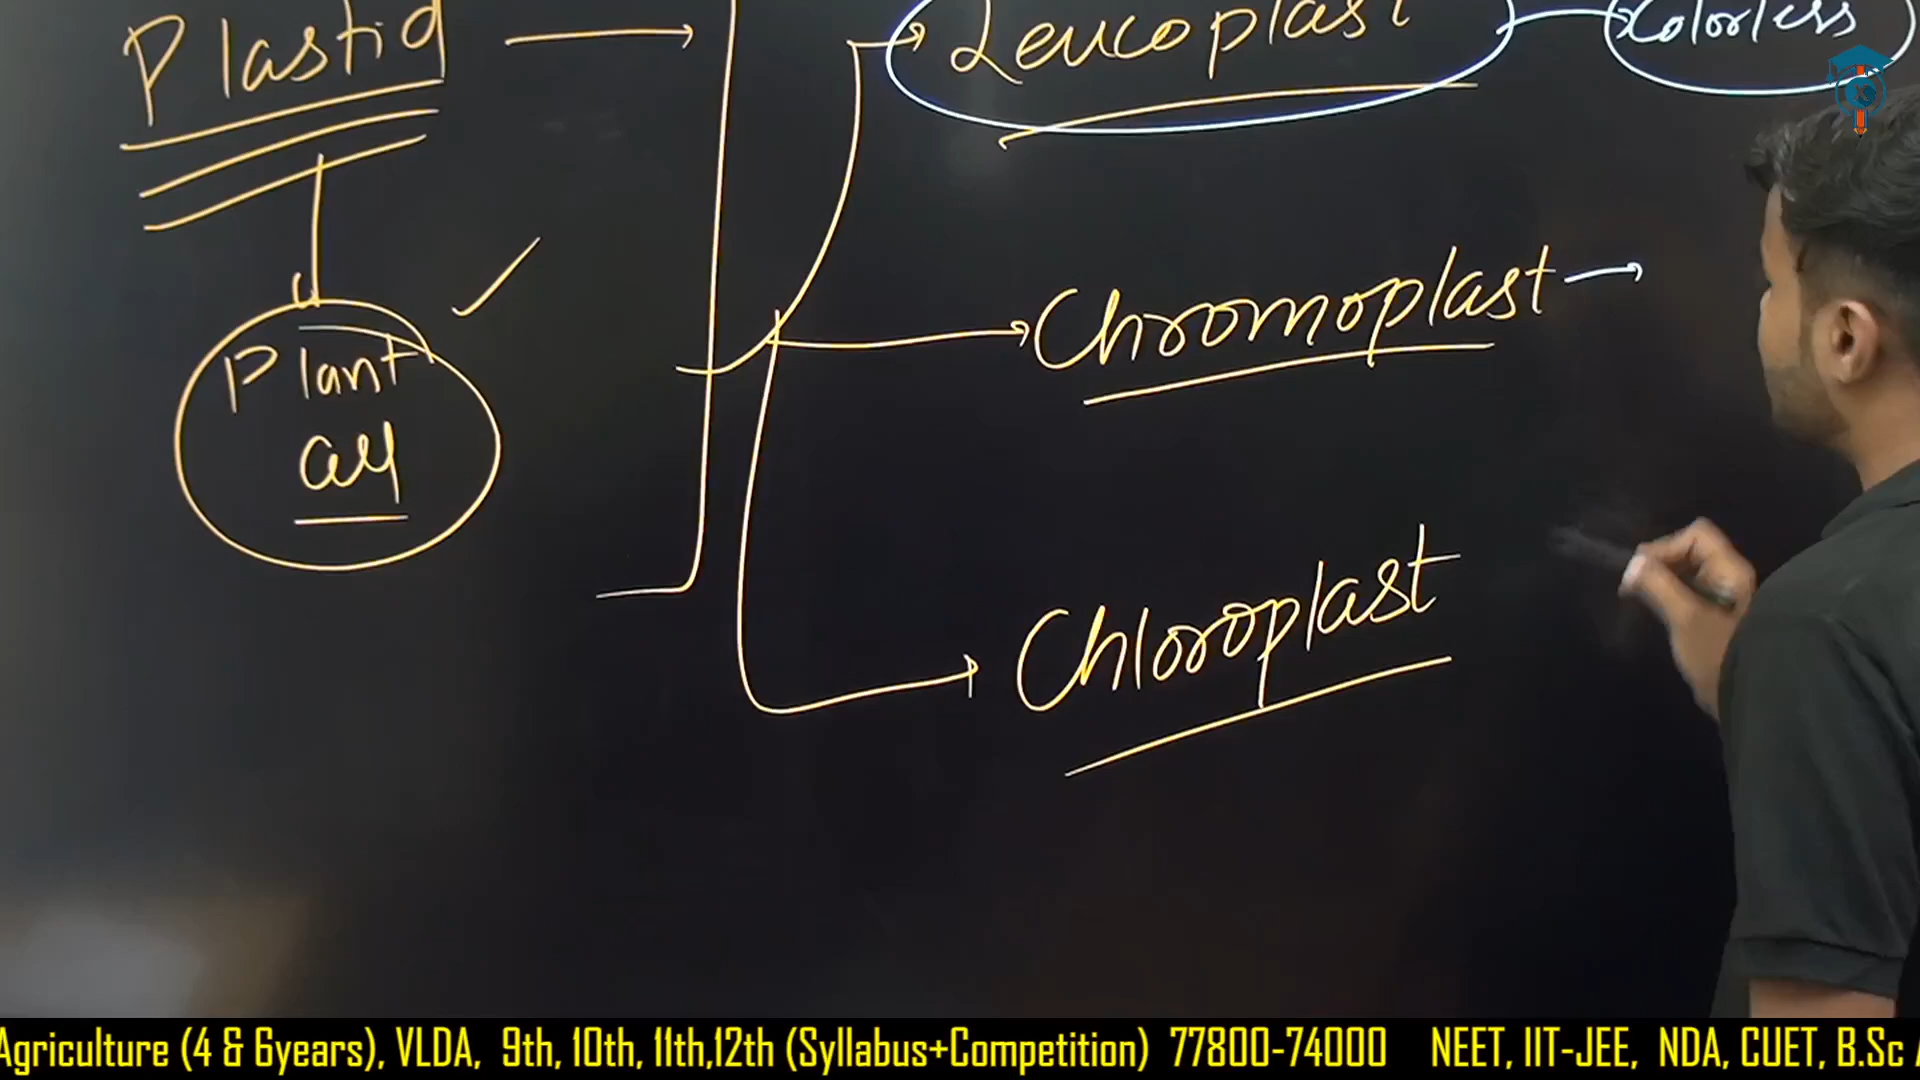 Plastid → Leucoplast - Colorless
Chromoplast →
Plant
Chloroplast
Agriculture (4 & 6years), VLDA, 9th, 10th, 11th,12th (Syllabus+Competition) 77800-74000 NEET, IIT-JEE, NDA, CUET, B.Sc